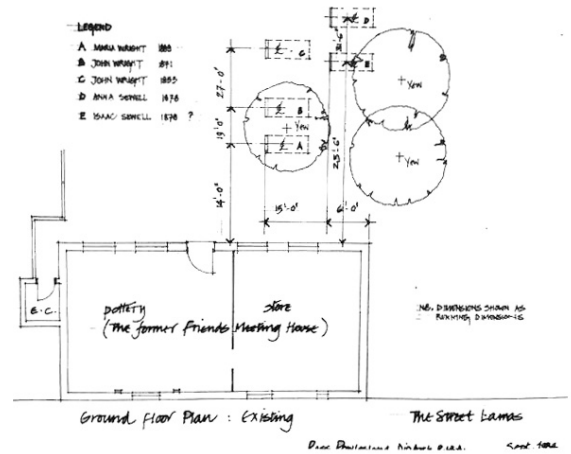 LEGEND
A MARIA WRIGHT
B JOHN WRIGHT 1871
C JOHN WRIGHT
D ANNA SEWELL 1878
E ISAAC SEWELL 1878 ?
D
C
E
B
A
Yew
Yew
Yew
27'-0"
19'-0"
14'-0"
25'-6"
15'-0"
6'-0"
E.C.
pottery
store
(The former Friends Meeting House)
NB. DIMENSIONS SHOWN AS
RUNNING DIMENSIONS
Ground Floor Plan : Existing
The Street Lamas